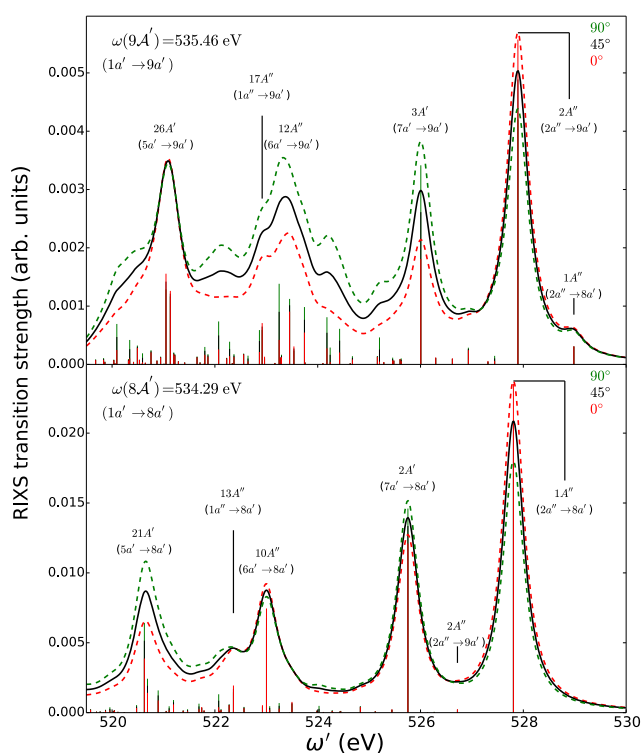 RIXS transition strength (arb. units)
ω(9𝒜′)=535.46 eV
(1a′ →9a′)
90°
45°
0°
17A″
(1a″ →9a′)
26A′
(5a′ →9a′)
12A″
(6a′ →9a′)
3A′
(7a′ →9a′)
2A″
(2a″ →9a′)
1A″
(2a″ →8a′)
0.005
0.004
0.003
0.002
0.001
0.000
ω(8𝒜′)=534.29 eV
(1a′ →8a′)
90°
45°
0°
21A′
(5a′ →8a′)
13A″
(1a″ →8a′)
10A″
(6a′ →8a′)
2A′
(7a′ →8a′)
2A″
(2a″ →9a′)
1A″
(2a″ →8a′)
0.020
0.015
0.010
0.005
0.000
520 522 524 526 528 530
ω′ (eV)